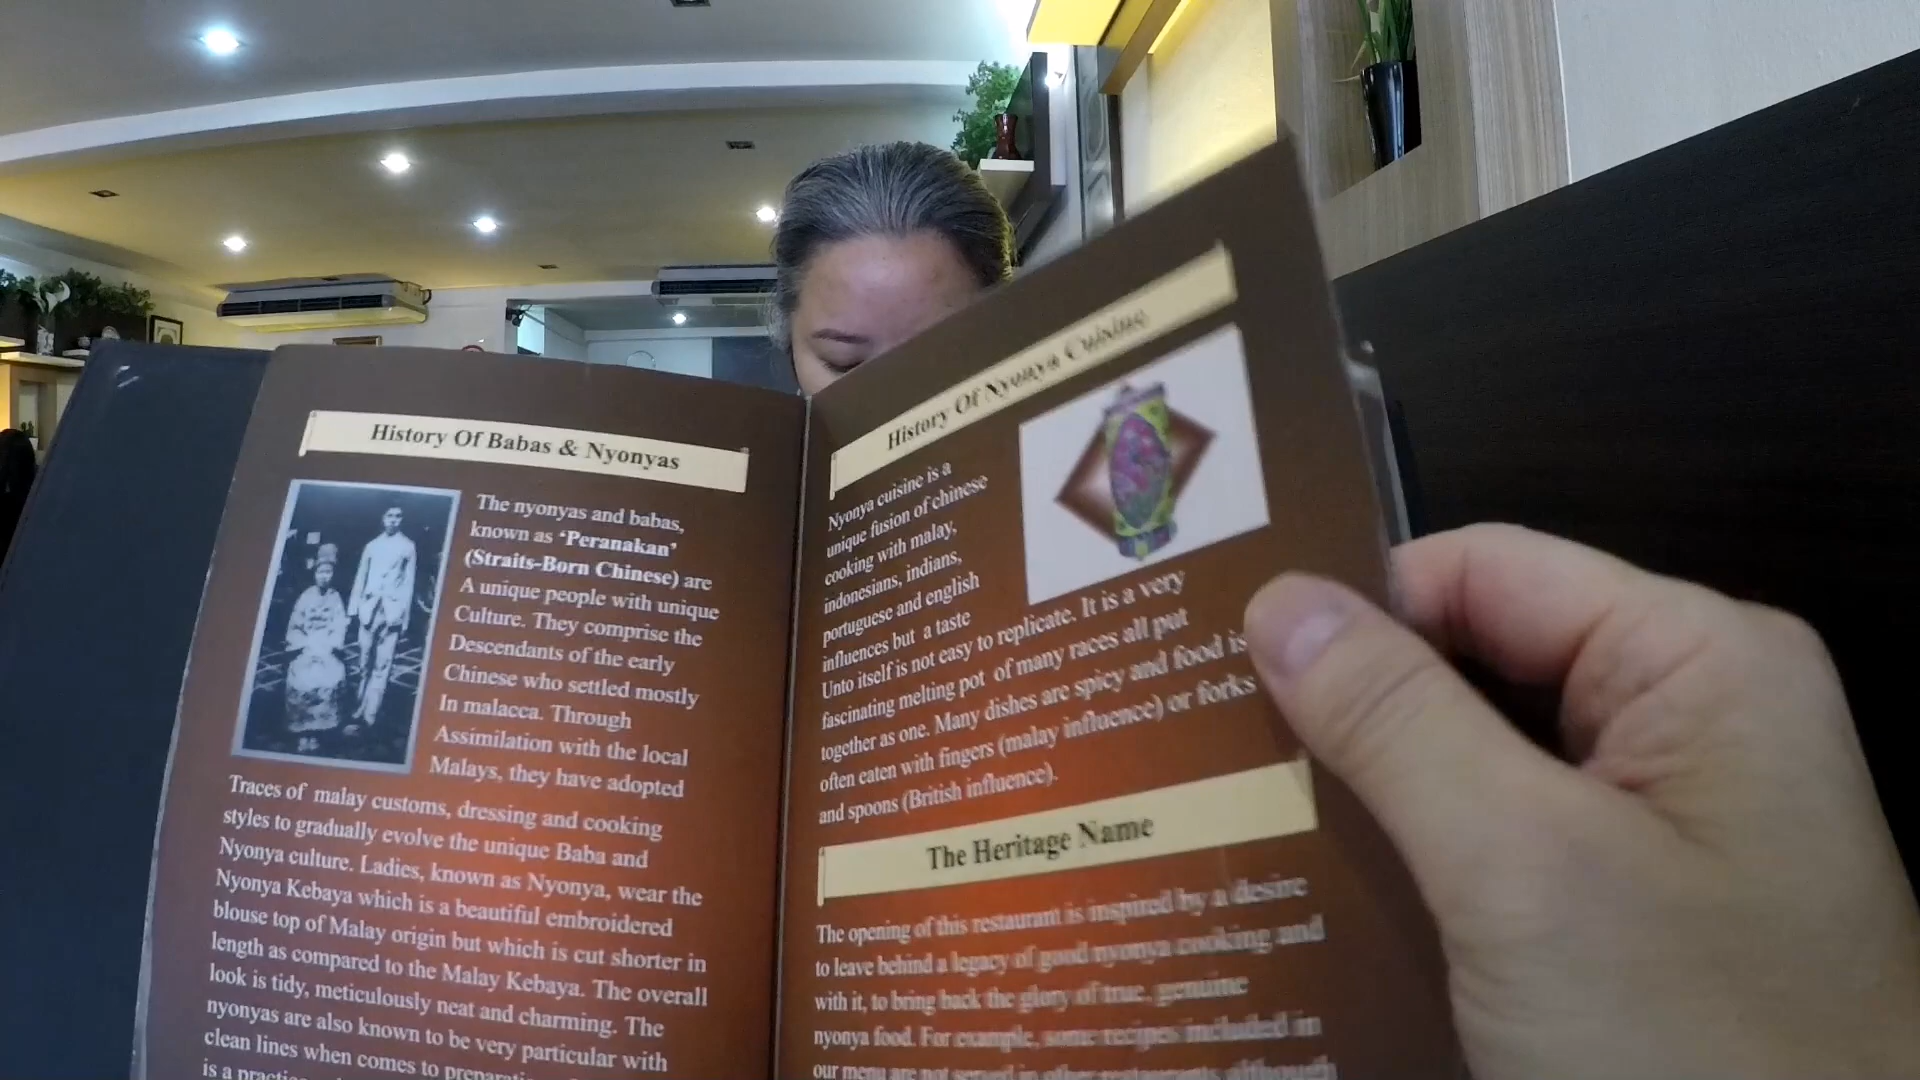 History Of Babas & Nyonyas
The nyonyas and babas,
known as ‘Peranakan’
(Straits-Born Chinese) are
A unique people with unique
Culture. They comprise the
Descendants of the early
Chinese who settled mostly
In malacca. Through
Assimilation with the local
Malays, they have adopted
Traces of malay customs, dressing and cooking
styles to gradually evolve the unique Baba and
Nyonya culture. Ladies, known as Nyonya, wear the
Nyonya Kebaya which is a beautiful embroidered
blouse top of Malay origin but which is cut shorter in
length as compared to the Malay Kebaya. The overall
look is tidy, meticulously neat and charming. The
nyonyas are also known to be very particular with
clean lines when comes to
is a
History Of Nyonya Cuisine
Nyonya cuisine is a
unique fusion of chinese
cooking with malay,
indonesians, indians,
portuguese and english
influences but a taste
Unto itself is not easy to replicate. It is a very
fascinating melting pot of many races all put
together as one. Many dishes are spicy and food is
often eaten with fingers (malay influence) or forks
and spoons (British influence).
The Heritage Name
The opening of this restaurant is inspired by a desire
to leave behind a legacy of good nyonya cooking and
with it, to bring back the glory of true, genuine
nyonya food. For example, some recipes included in
our menu are not served in other restaurants although